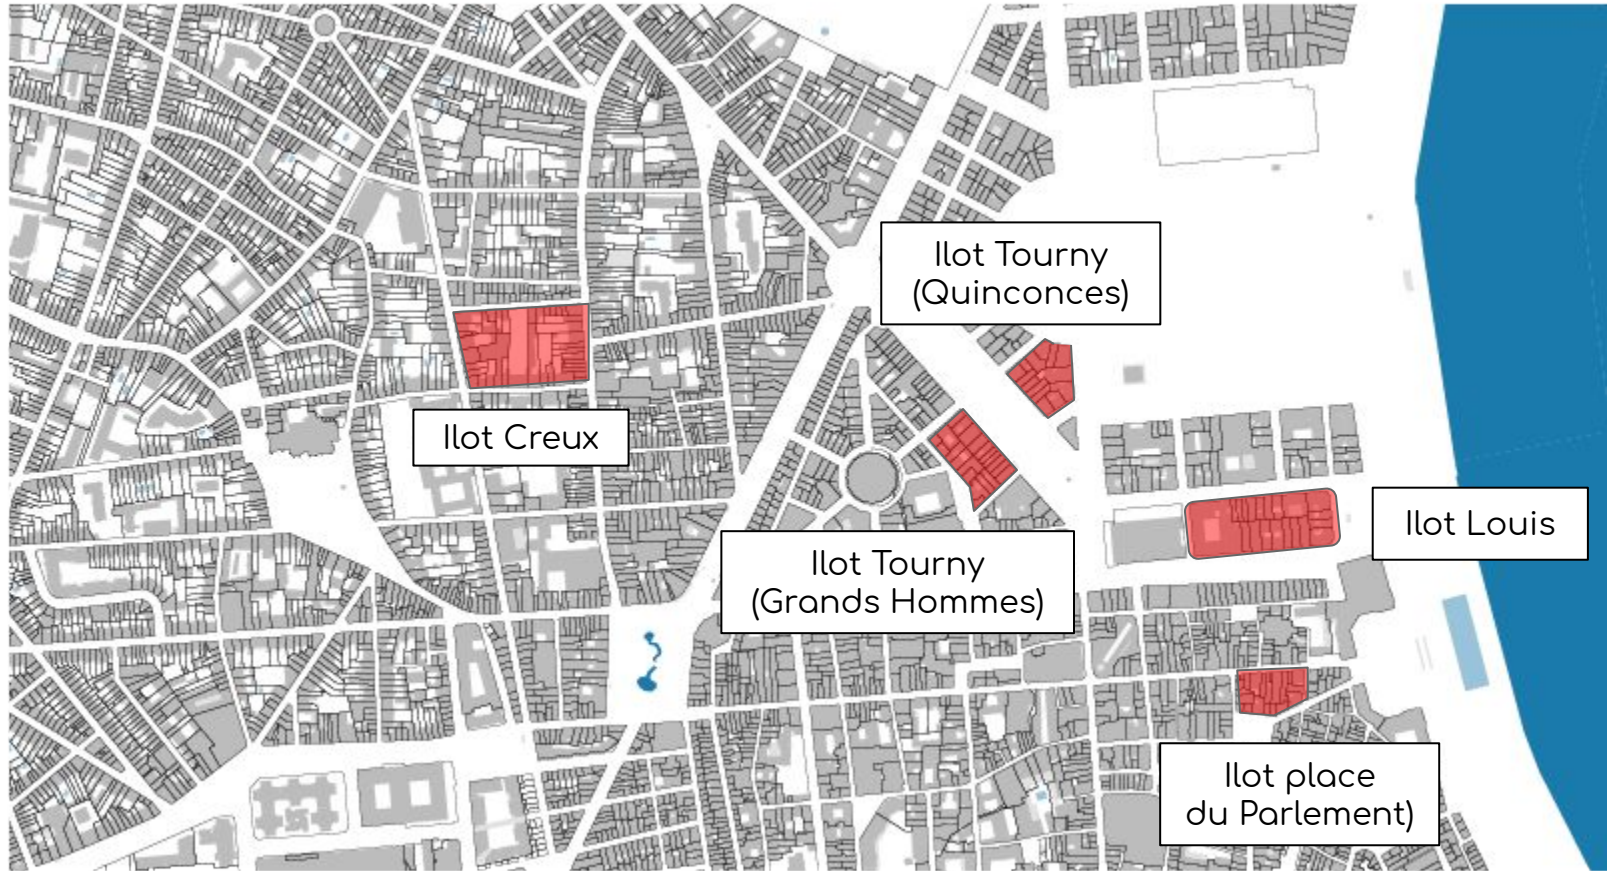 Ilot Tourny
(Quinconces)
Ilot Creux
Ilot Louis
Ilot Tourny
(Grands Hommes)
Ilot place
du Parlement)